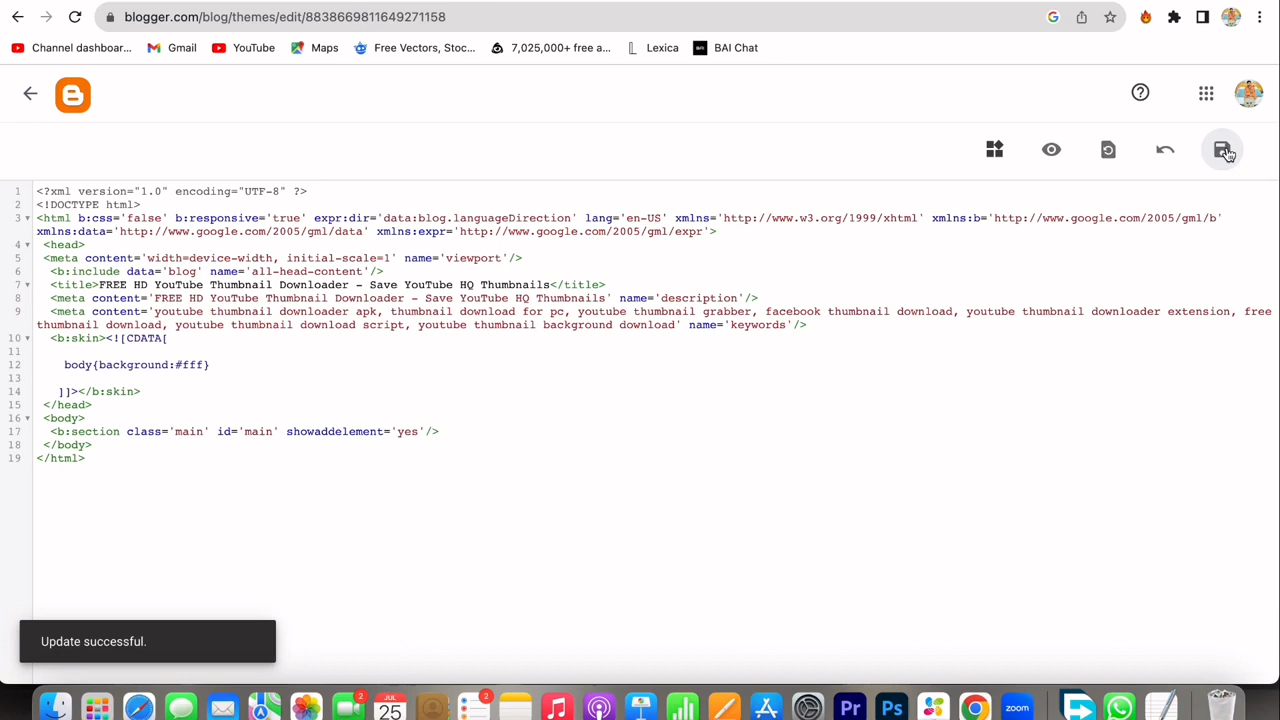 blogger.com/blog/themes/edit/8838669811649271158
Channel dashboar...
Gmail
YouTube
Maps
Free Vectors, Stoc...
7,025,000+ free a...
Lexica
BAI Chat
1 <?xml version="1.0" encoding="UTF-8" ?>
2 <!DOCTYPE html>
3 <html b:css='false' b:responsive='true' expr:dir='data:blog.languageDirection' lang='en-US' xmlns='http://www.w3.org/1999/xhtml' xmlns:b='http://www.google.com/2005/gml/b'
xmlns:data='http://www.google.com/2005/gml/data' xmlns:expr='http://www.google.com/2005/gml/expr'>
4 <head>
5 <meta content='width=device-width, initial-scale=1' name='viewport'/>
6 <b:include data='blog' name='all-head-content'/>
7 <title>FREE HD YouTube Thumbnail Downloader - Save YouTube HQ Thumbnails</title>
8 <meta content='FREE HD YouTube Thumbnail Downloader - Save YouTube HQ Thumbnails' name='description'/>
9 <meta content='youtube thumbnail downloader apk, thumbnail download for pc, youtube thumbnail grabber, facebook thumbnail download, youtube thumbnail downloader extension, free
thumbnail download, youtube thumbnail download script, youtube thumbnail background download' name='keywords'/>
10 <b:skin><![CDATA[
11
12 body{background:#fff}
13
14 ]]></b:skin>
15 </head>
16 <body>
17 <b:section class='main' id='main' showaddelement='yes'/>
18 </body>
19 </html>
Update successful.
2
JUL
25
2
Pr
Ps
zoom